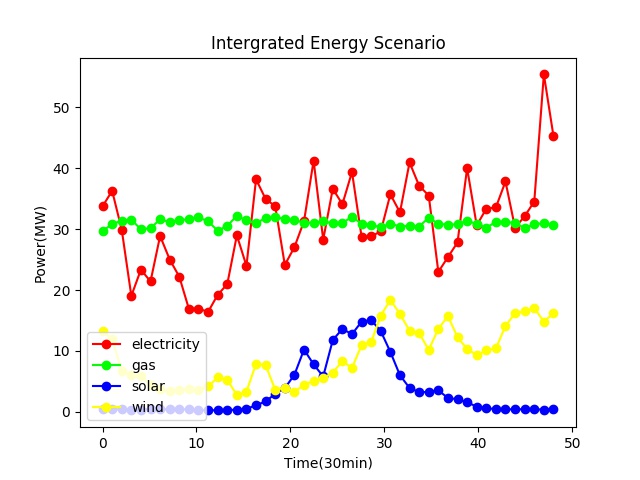 Intergrated Energy Scenario
Power(MW)
50
40
30
20
10
0
electricity
gas
solar
wind
0 10 20 30 40 50
Time(30min)